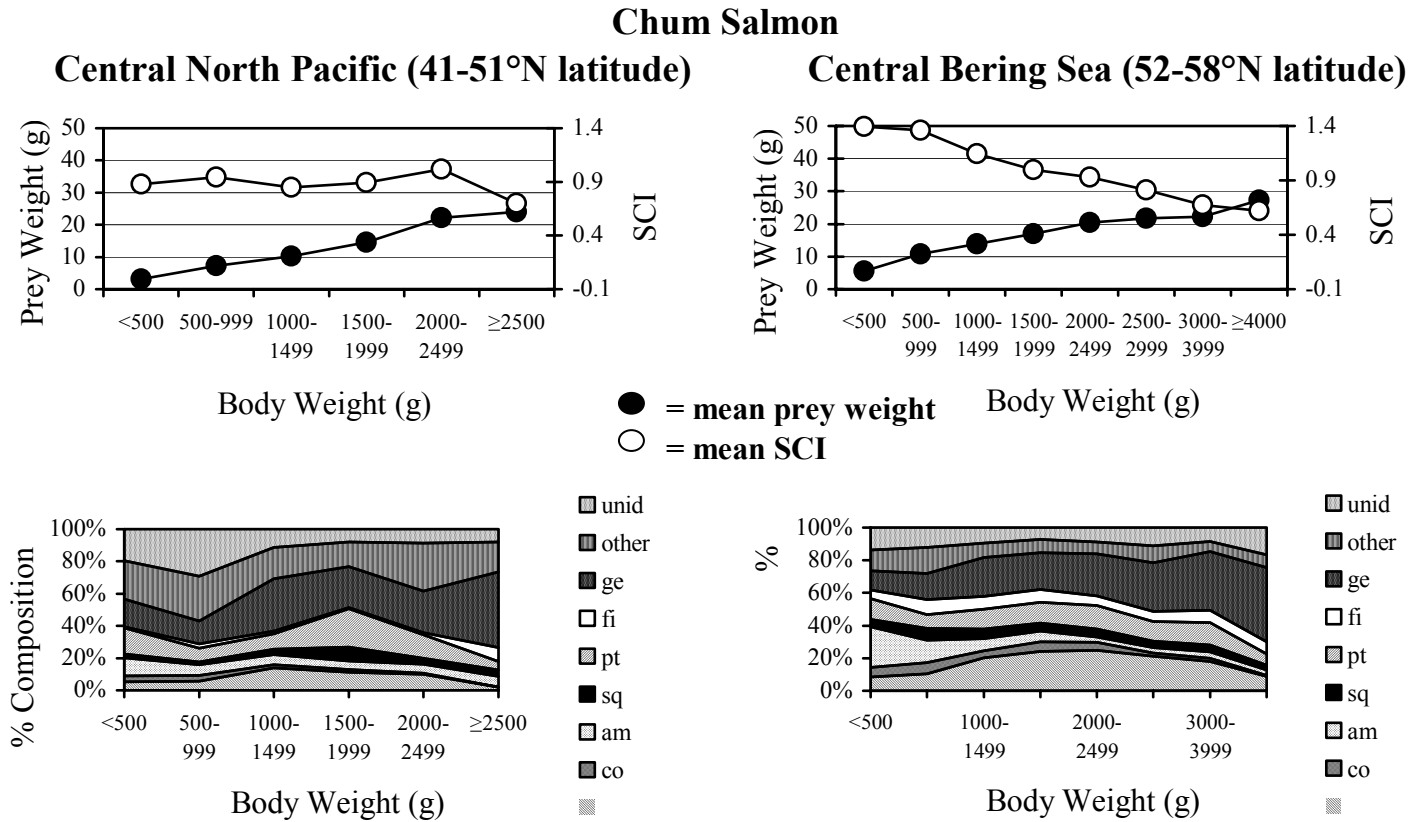 Chum Salmon
Central North Pacific (41-51°N latitude)
Central Bering Sea (52-58°N latitude)
Prey Weight (g)
50
40
30
20
10
0
1.4
0.9
0.4
-0.1
SCI
<500 500-999 1000- 1500- 2000- ≥2500
1499 1999 2499
Body Weight (g)
Prey Weight (g)
50
40
30
20
10
0
1.4
0.9
0.4
-0.1
SCI
<500 500- 1000- 1500- 2000- 2500- 3000- ≥4000
999 1499 1999 2499 2999 3999
Body Weight (g)
= mean prey weight
= mean SCI
% Composition
100%
80%
60%
40%
20%
0%
<500 500- 1000- 1500- 2000- ≥2500
999 1499 1999 2499
Body Weight (g)
unid
other
ge
fi
pt
sq
am
co
%
100%
80%
60%
40%
20%
0%
<500 1000- 2000- 3000-
1499 2499 3999
Body Weight (g)
unid
other
ge
fi
pt
sq
am
co